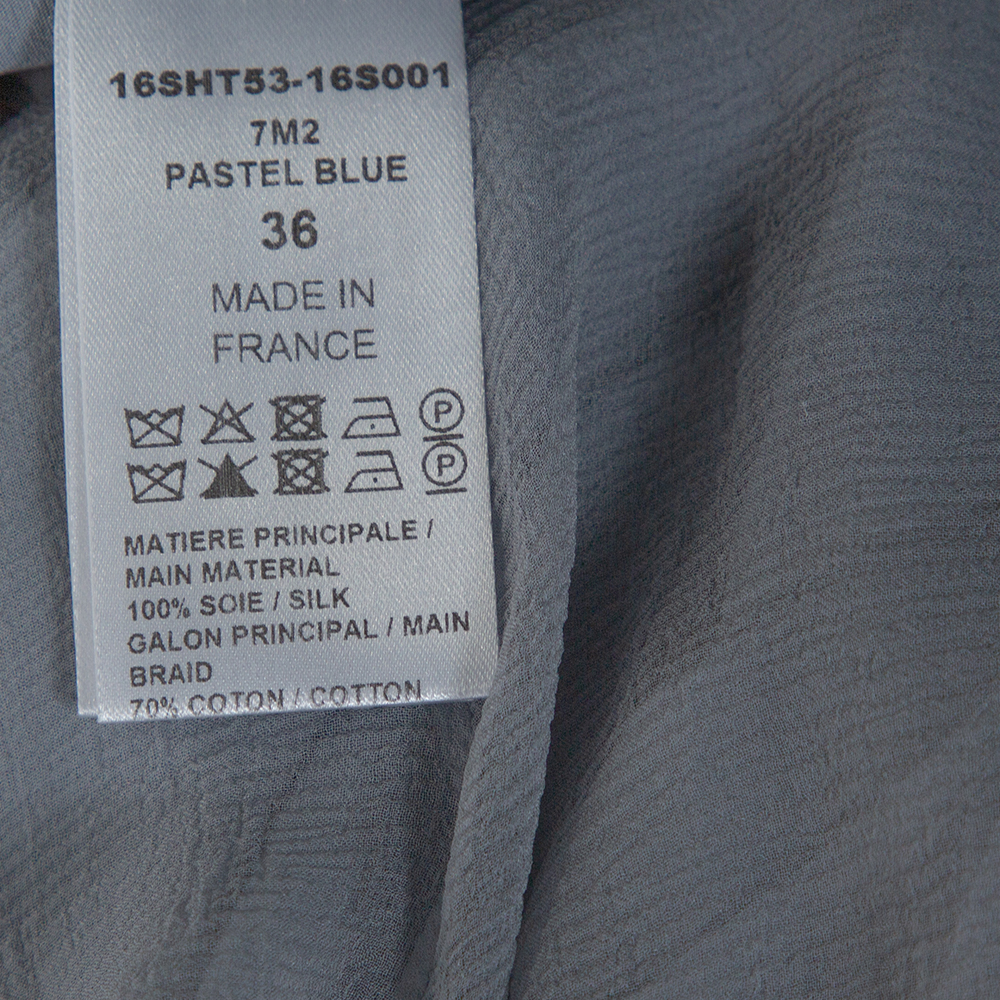 16SHT53-16S001
7M2
PASTEL BLUE
36
MADE IN
FRANCE
P
P
MATIERE PRINCIPALE /
MAIN MATERIAL
100% SOIE / SILK
GALON PRINCIPAL / MAIN
BRAID
70% COTON / COTTON